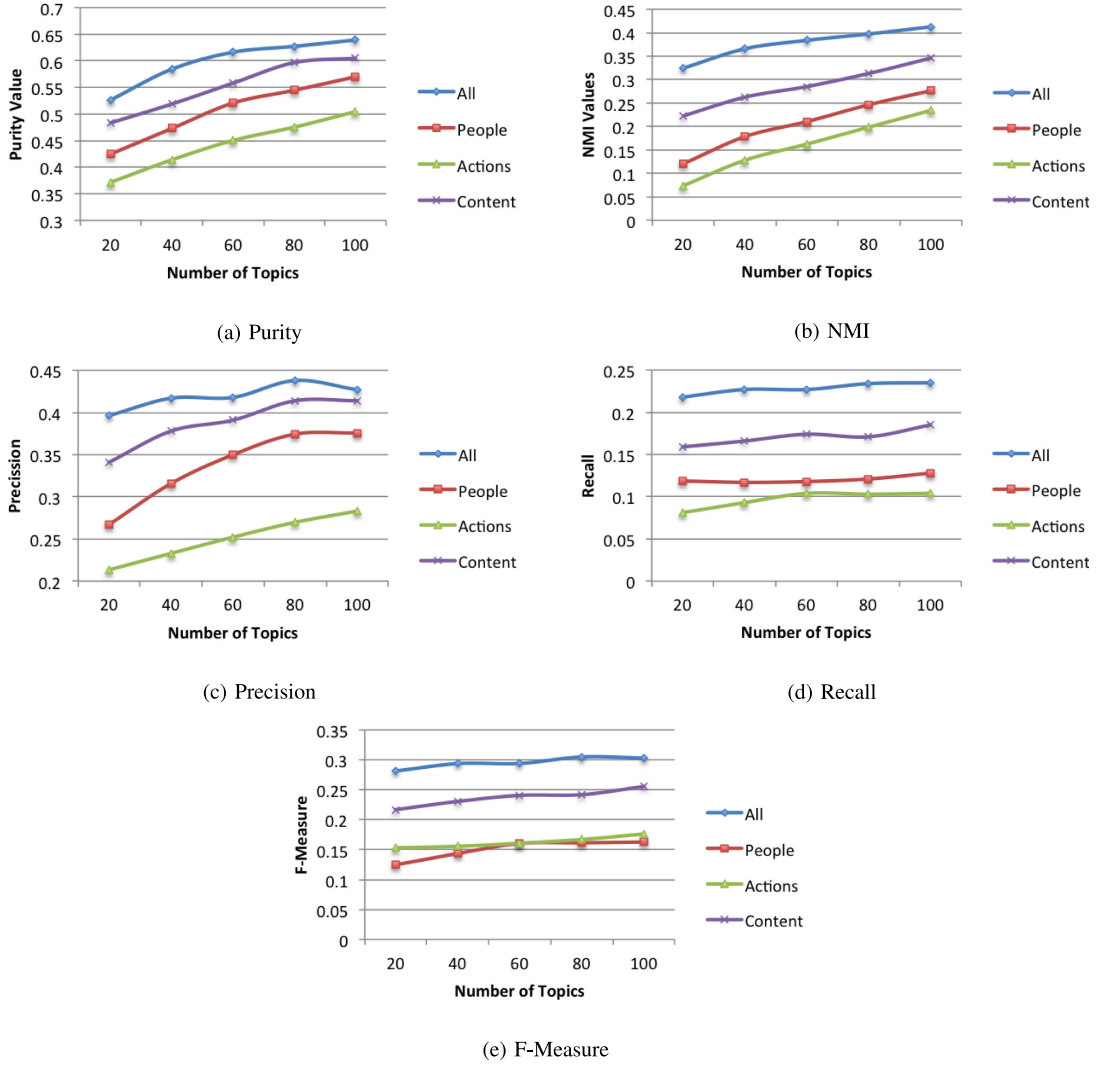 0.7
0.65
0.6
0.55
0.5
0.45
0.4
0.35
0.3
Purity Value
20 40 60 80 100
Number of Topics
All
People
Actions
Content
(a) Purity
0.45
0.4
0.35
0.3
0.25
0.2
0.15
0.1
0.05
0
NMI Values
20 40 60 80 100
Number of Topics
All
People
Actions
Content
(b) NMI
0.45
0.4
0.35
0.3
0.25
0.2
Precission
20 40 60 80 100
Number of Topics
All
People
Actions
Content
(c) Precision
0.25
0.2
0.15
0.1
0.05
0
Recall
20 40 60 80 100
Number of Topics
All
People
Actions
Content
(d) Recall
0.35
0.3
0.25
0.2
0.15
0.1
0.05
0
F-Measure
20 40 60 80 100
Number of Topics
All
People
Actions
Content
(e) F-Measure